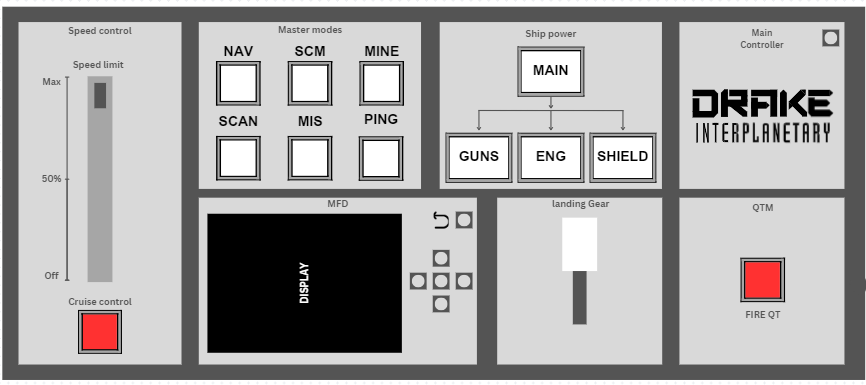 Speed control
Speed limit
Max
50%
Off
Cruise control
Master modes
NAV
SCM
MINE
SCAN
MIS
PING
Ship power
MAIN
GUNS
ENG
SHIELD
Main
Controller
DRAKE
INTERPLANETARY
MFD
DISPLAY
landing Gear
QTM
FIRE QT